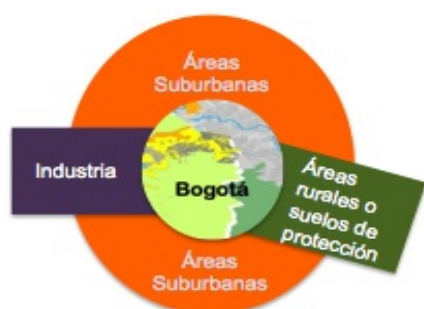 Áreas
Suburbanas
Industria
Bogotá
Áreas
rurales o
suelos de
protección
Áreas
Suburbanas